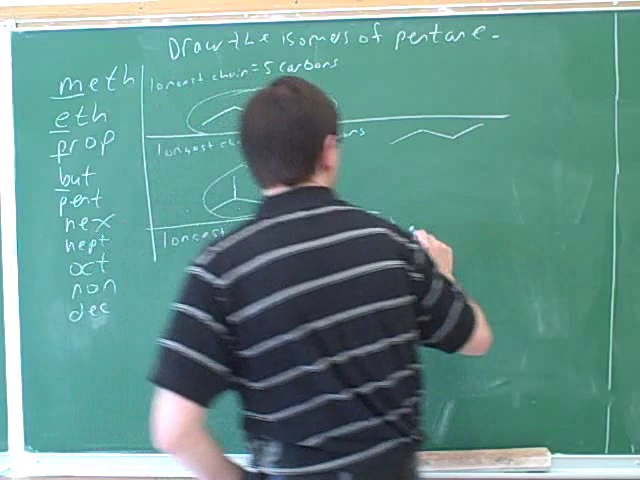 Draw the isomers of pentane.
meth
eth
prop
but
pent
hex
hept
oct
non
dec
longest chain = 5 carbons
longest
longest